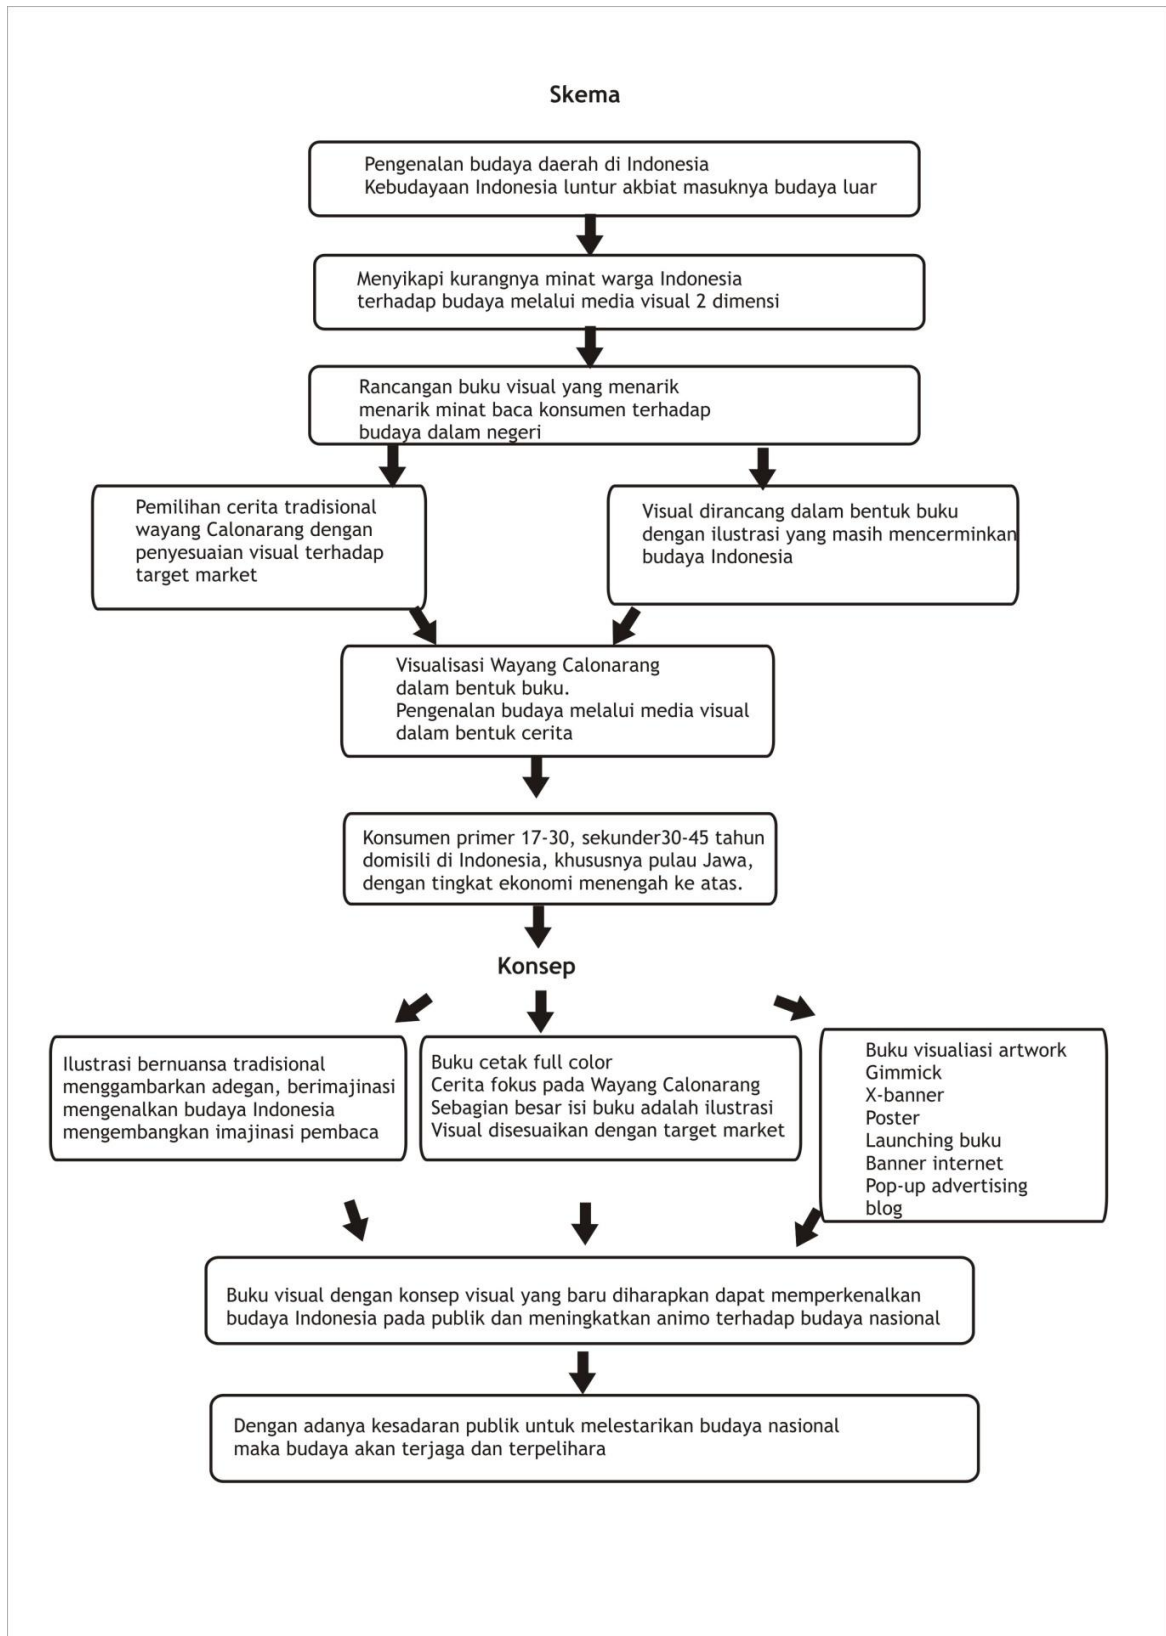 Skema
Pengenalan budaya daerah di Indonesia
Kebudayaan Indonesia luntur akbiat masuknya budaya luar
Menyikapi kurangnya minat warga Indonesia
terhadap budaya melalui media visual 2 dimensi
Rancangan buku visual yang menarik
menarik minat baca konsumen terhadap
budaya dalam negeri
Pemilihan cerita tradisional
wayang Calonarang dengan
penyesuaian visual terhadap
target market
Visual dirancang dalam bentuk buku
dengan ilustrasi yang masih mencerminkan
budaya Indonesia
Visualisasi Wayang Calonarang
dalam bentuk buku.
Pengenalan budaya melalui media visual
dalam bentuk cerita
Konsumen primer 17-30, sekunder30-45 tahun
domisili di Indonesia, khususnya pulau Jawa,
dengan tingkat ekonomi menengah ke atas.
Konsep
Ilustrasi bernuansa tradisional
menggambarkan adegan, berimajinasi
mengenalkan budaya Indonesia
mengembangkan imajinasi pembaca
Buku cetak full color
Cerita fokus pada Wayang Calonarang
Sebagian besar isi buku adalah ilustrasi
Visual disesuaikan dengan target market
Buku visualiasi artwork
Gimmick
X-banner
Poster
Launching buku
Banner internet
Pop-up advertising
blog
Buku visual dengan konsep visual yang baru diharapkan dapat memperkenalkan
budaya Indonesia pada publik dan meningkatkan animo terhadap budaya nasional
Dengan adanya kesadaran publik untuk melestarikan budaya nasional
maka budaya akan terjaga dan terpelihara